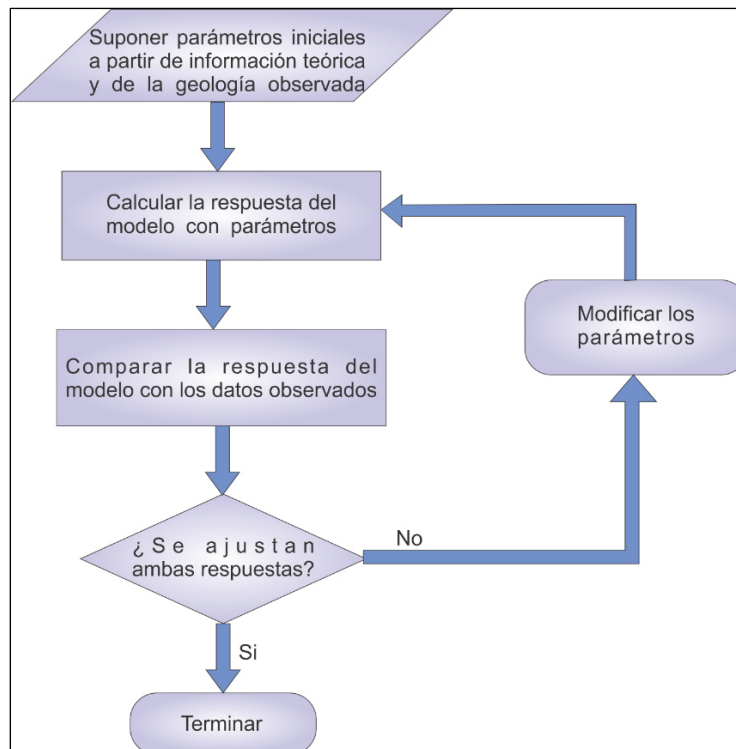 Suponer parámetros iniciales
a partir de información teórica
y de la geología observada
Calcular la respuesta del
modelo con parámetros
Modificar los
parámetros
Comparar la respuesta del
modelo con los datos observados
¿Se ajustan
ambas respuestas?
No
Si
Terminar